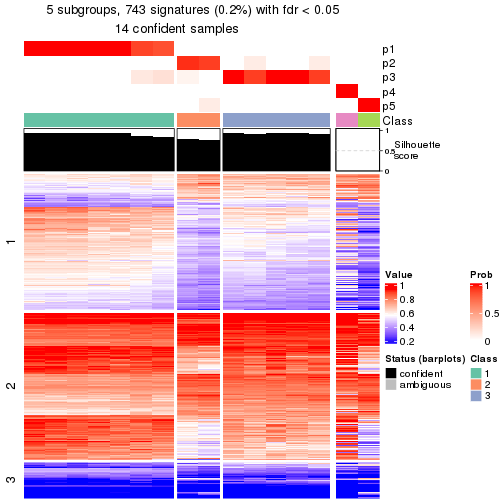 5 subgroups, 743 signatures (0.2%) with fdr < 0.05
14 confident samples
p1
p2
p3
p4
p5
Class
1
0.5
0
Silhouette
score
1
2
3
Value
1
0.8
0.6
0.4
0.2
Prob
1
0.5
0
Status (barplots)
confident
ambiguous
Class
1
2
3